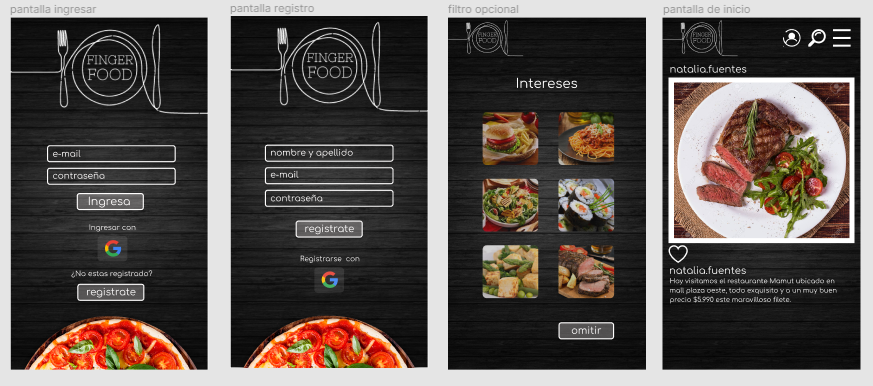 pantalla ingresar
FINGER
FOOD
e-mail
contraseña
Ingresa
Ingresar con
¿No estas registrado?
registrate
pantalla registro
FINGER
FOOD
nombre y apellido
e-mail
contraseña
registrate
Registrarse con
filtro opcional
FINGER
FOOD
Intereses
omitir
pantalla de inicio
FINGER
FOOD
natalia.fuentes
natalia.fuentes
Hoy visitamos el restaurante Mamut ubicado en
mall plaza oeste, todo exquisito y a un muy buen
precio $5.990 este maravilloso filete.